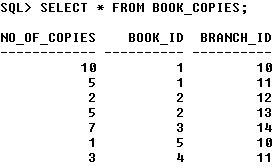 SQL> SELECT * FROM BOOK_COPIES;
NO_OF_COPIES BOOK_ID BRANCH_ID
------------ ---------- ----------
10 1 10
5 1 11
2 2 12
5 2 13
7 3 14
1 5 10
3 4 11